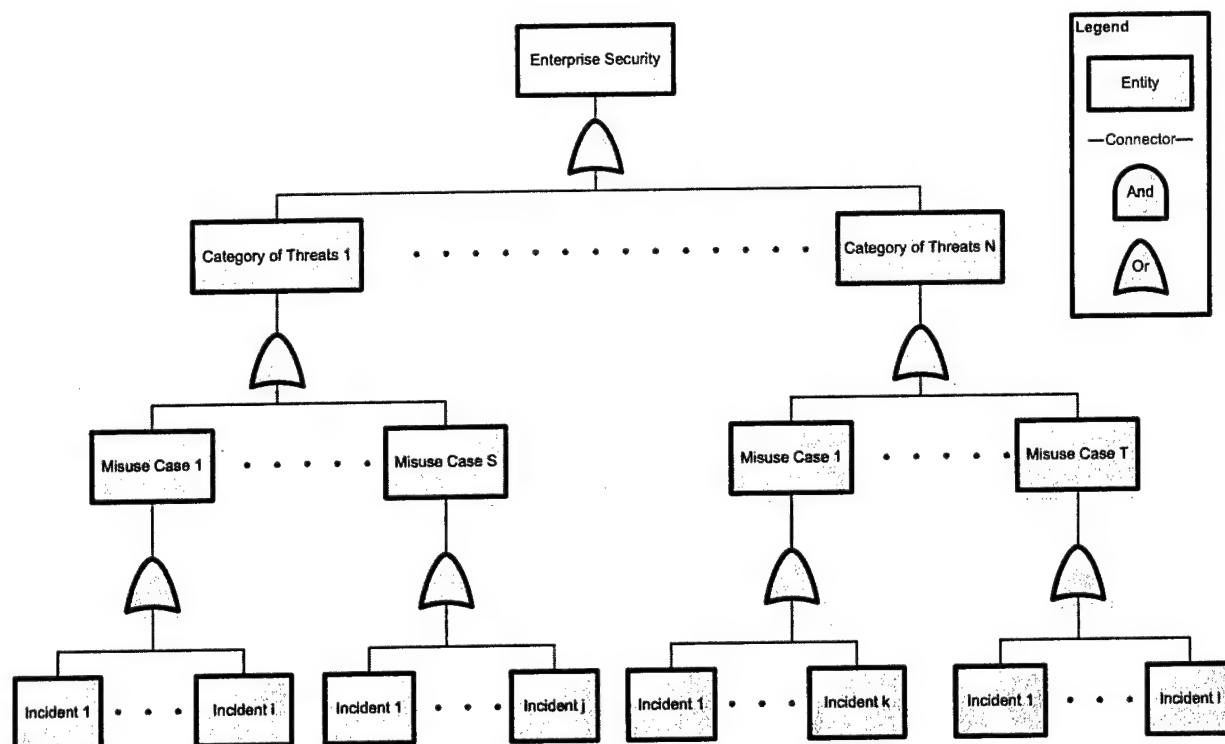 Enterprise Security
Legend
Entity
Connector
And
Or
Category of Threats 1
Category of Threats N
Misuse Case 1
Misuse Case S
Misuse Case 1
Misuse Case T
Incident 1
Incident i
Incident 1
Incident j
Incident 1
Incident k
Incident 1
Incident l